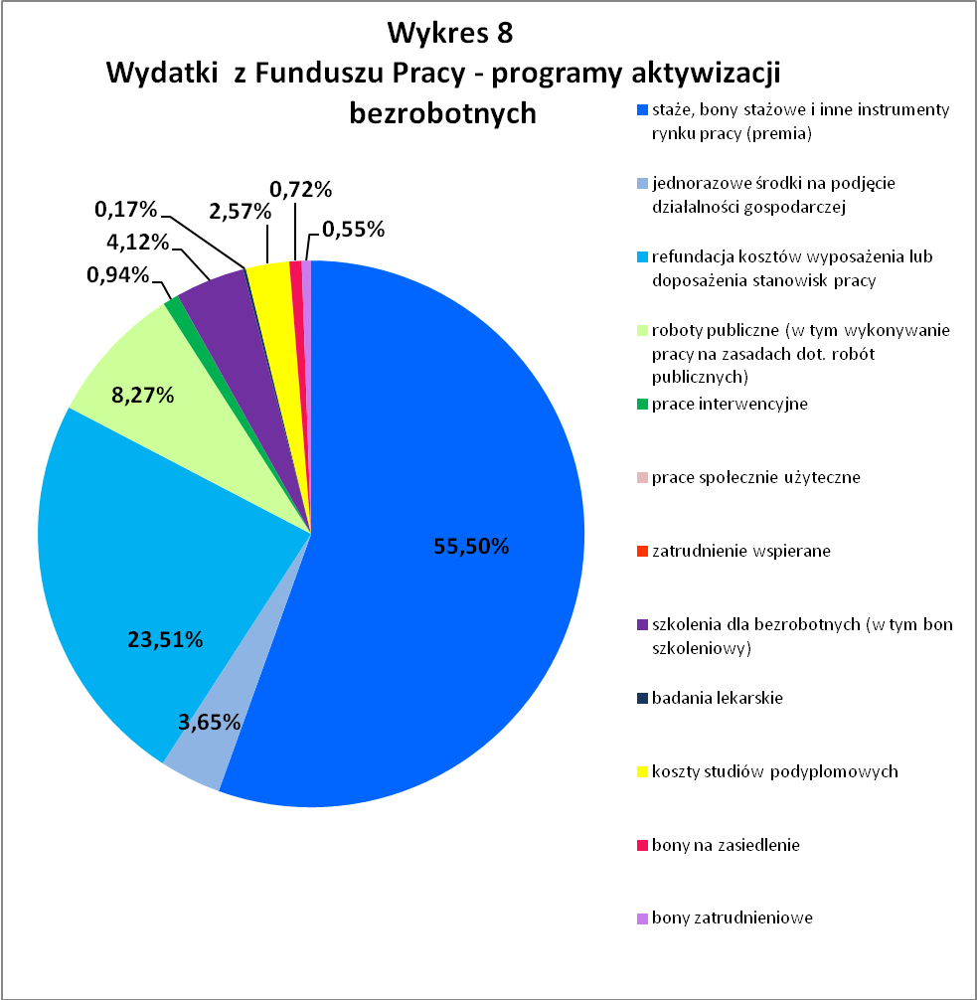 Wykres 8
Wydatki z Funduszu Pracy - programy aktywizacji
bezrobotnych
0,72%
0,17%
2,57%
0,55%
4,12%
0,94%
8,27%
55,50%
23,51%
3,65%
staże, bony stażowe i inne instrumenty
rynku pracy (premia)
jednorazowe środki na podjęcie
działalności gospodarczej
refundacja kosztów wyposażenia lub
doposażenia stanowisk pracy
roboty publiczne (w tym wykonywanie
pracy na zasadach dot. robót
publicznych)
prace interwencyjne
prace społecznie użyteczne
zatrudnienie wspierane
szkolenia dla bezrobotnych (w tym bon
szkoleniowy)
badania lekarskie
koszty studiów podyplomowych
bony na zasiedlenie
bony zatrudnieniowe